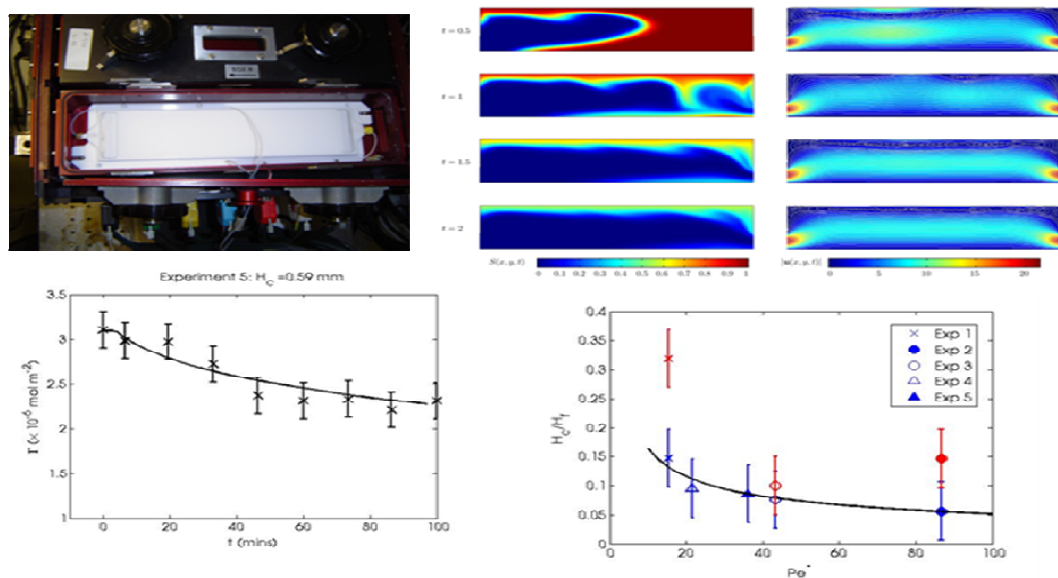 t = 0.5
t = 1
t = 1.5
t = 2
S(x, y, t)
0 0.1 0.2 0.3 0.4 0.5 0.6 0.7 0.8 0.9 1
|u(x, y, t)|
0 5 10 15 20
Experiment 5: H_c =0.59 mm
3.5
3
2.5
2
1.5
1
Γ (× 10⁻⁶ mol m⁻²)
0 20 40 60 80 100
t (mins)
0.4
0.35
0.3
0.25
0.2
0.15
0.1
0.05
0
H_c/H_f
Exp 1
Exp 2
Exp 3
Exp 4
Exp 5
0 20 40 60 80 100
Pe*